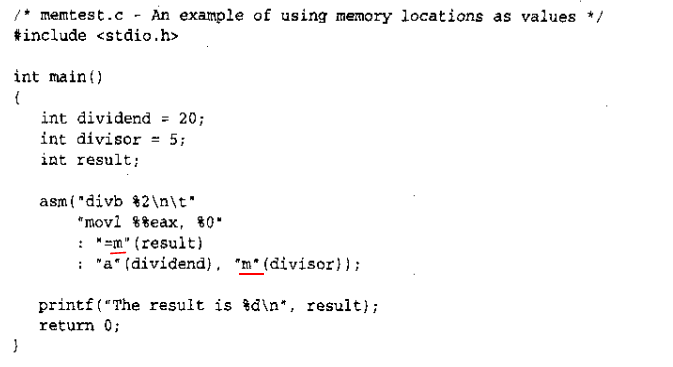 /* memtest.c - An example of using memory locations as values */
#include <stdio.h>
int main()
{
int dividend = 20;
int divisor = 5;
int result;
asm("divb %2\n\t"
"movl %%eax, %0"
: "=m"(result)
: "a"(dividend), "m"(divisor));
printf("The result is %d\n", result);
return 0;
}